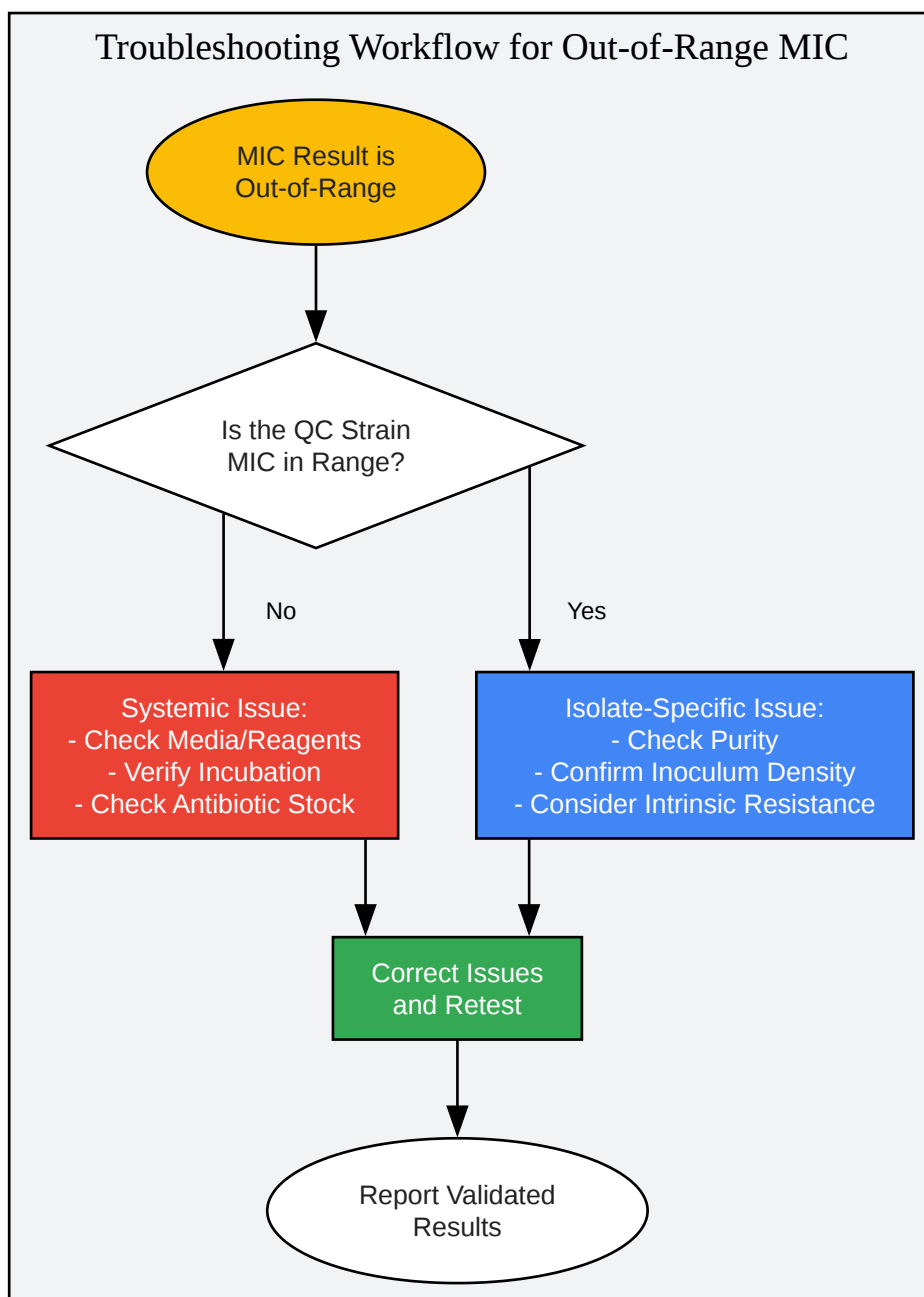 Troubleshooting Workflow for Out-of-Range MIC
MIC Result is
Out-of-Range
Is the QC Strain
MIC in Range?
No
Yes
Systemic Issue:
- Check Media/Reagents
- Verify Incubation
- Check Antibiotic Stock
Isolate-Specific Issue:
- Check Purity
- Confirm Inoculum Density
- Consider Intrinsic Resistance
Correct Issues
and Retest
Report Validated
Results